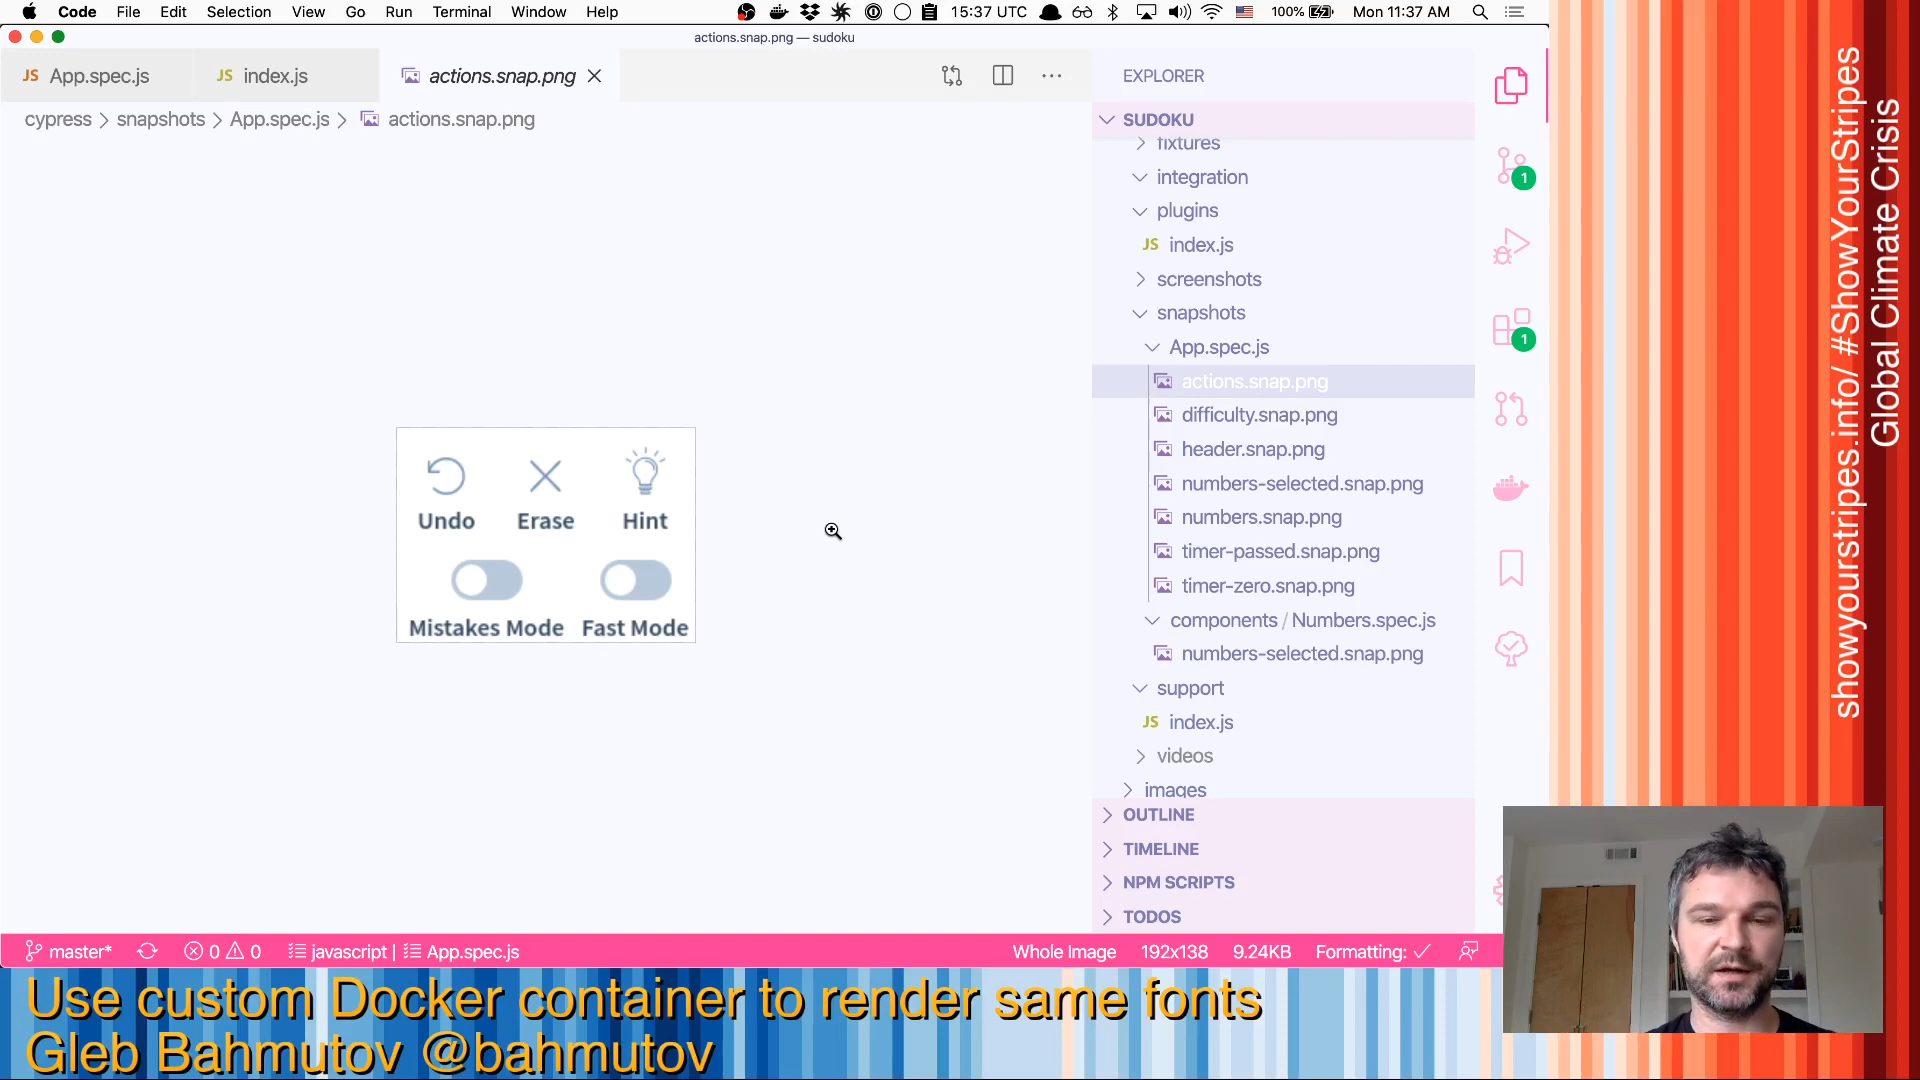 Code File Edit Selection View Go Run Terminal Window Help 15:37 UTC 100% Mon 11:37 AM
actions.snap.png — sudoku
JS App.spec.js JS index.js actions.snap.png
cypress snapshots App.spec.js actions.snap.png
Undo Erase Hint
Mistakes Mode Fast Mode
EXPLORER
SUDOKU
fixtures
integration
plugins
JS index.js
screenshots
snapshots
App.spec.js
actions.snap.png
difficulty.snap.png
header.snap.png
numbers-selected.snap.png
numbers.snap.png
timer-passed.snap.png
timer-zero.snap.png
components / Numbers.spec.js
numbers-selected.snap.png
support
JS index.js
videos
images
OUTLINE
TIMELINE
NPM SCRIPTS
TODOS
1
1
master* 0 0 javascript | App.spec.js Whole Image 192x138 9.24KB Formatting:
showyourstripes.info/ #ShowYourStripes
Global Climate Crisis
Use custom Docker container to render same fonts
Gleb Bahmutov @bahmutov